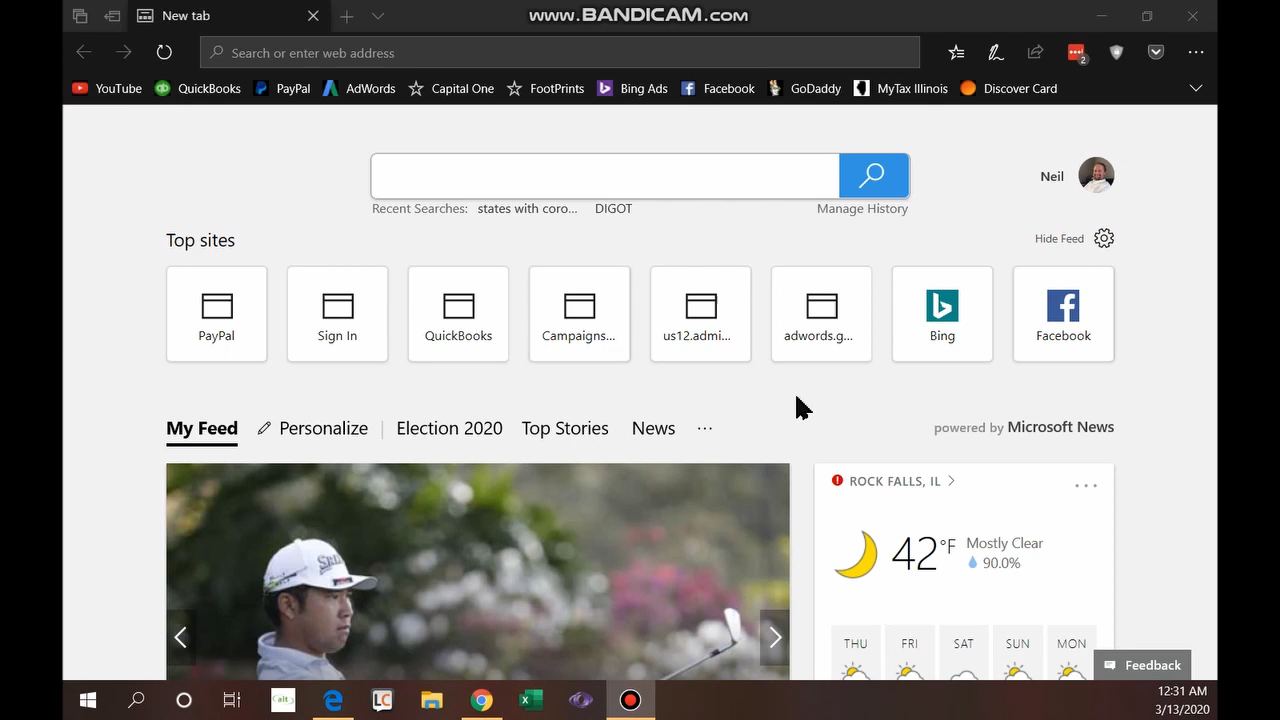 New tab
www.BANDICAM.com
Search or enter web address
2
YouTube QuickBooks PayPal AdWords Capital One FootPrints Bing Ads Facebook GoDaddy MyTax Illinois Discover Card
Neil
Recent Searches: states with coro... DIGOT Manage History
Top sites
Hide Feed
PayPal Sign In QuickBooks Campaigns... us12.admi... adwords.g... Bing Facebook
My Feed Personalize Election 2020 Top Stories News ...
powered by Microsoft News
ROCK FALLS, IL
42°F
Mostly Clear
90.0%
THU FRI SAT SUN MON
Feedback
12:31 AM
3/13/2020